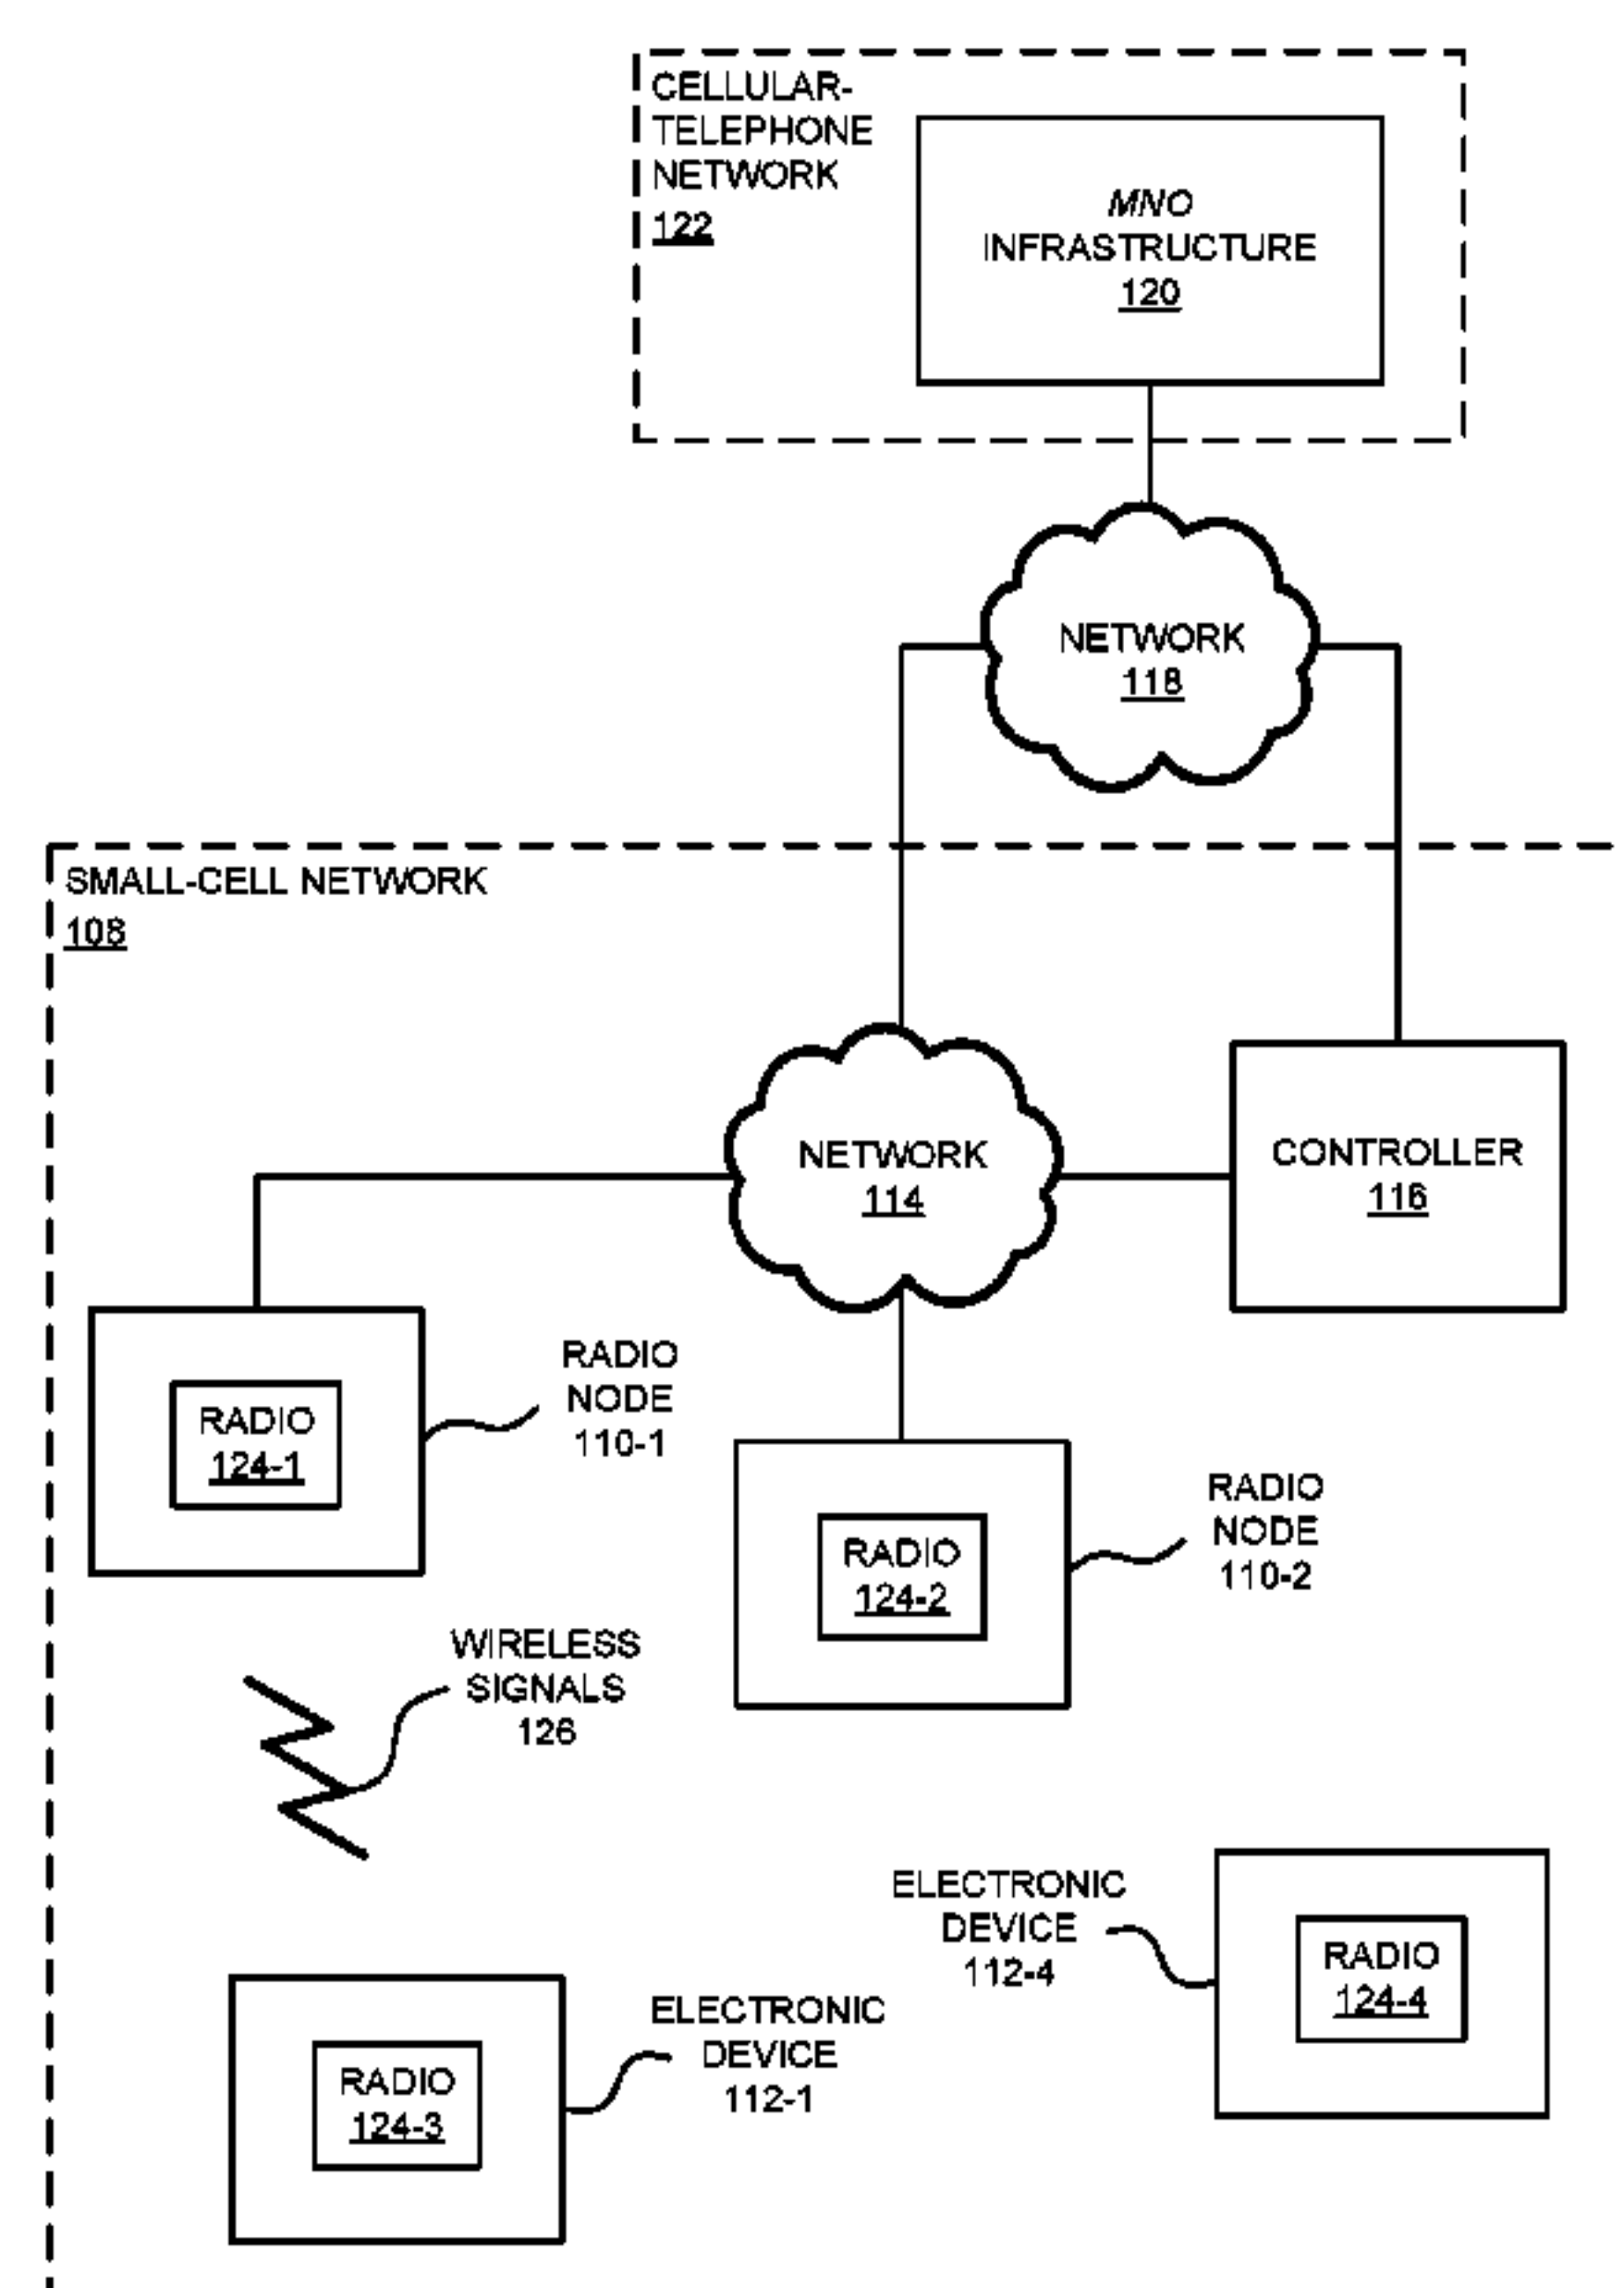 CELLULAR-
TELEPHONE
NETWORK
122
MNO
INFRASTRUCTURE
120
NETWORK
118
SMALL-CELL NETWORK
108
NETWORK
114
CONTROLLER
116
RADIO
124-1
RADIO
NODE
110-1
RADIO
124-2
RADIO
NODE
110-2
WIRELESS
SIGNALS
126
ELECTRONIC
DEVICE
112-4
RADIO
124-4
RADIO
124-3
ELECTRONIC
DEVICE
112-1